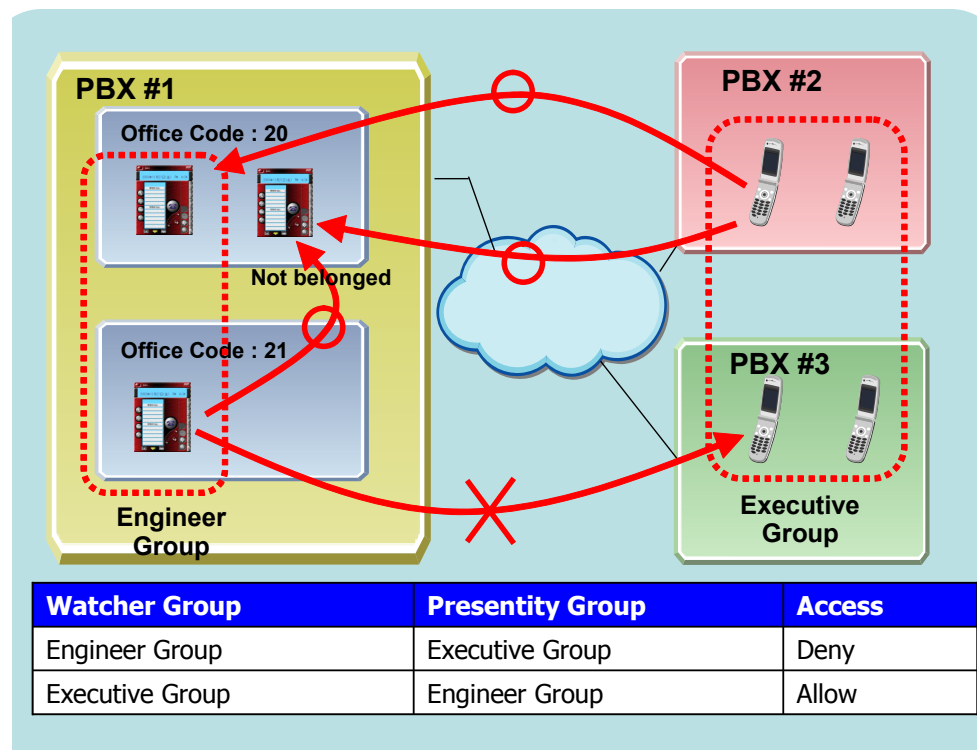 PBX #1
Office Code : 20
Not belonged
Office Code : 21
Engineer
Group
PBX #2
PBX #3
Executive
Group
Watcher Group Presentity Group Access
Engineer Group Executive Group Deny
Executive Group Engineer Group Allow